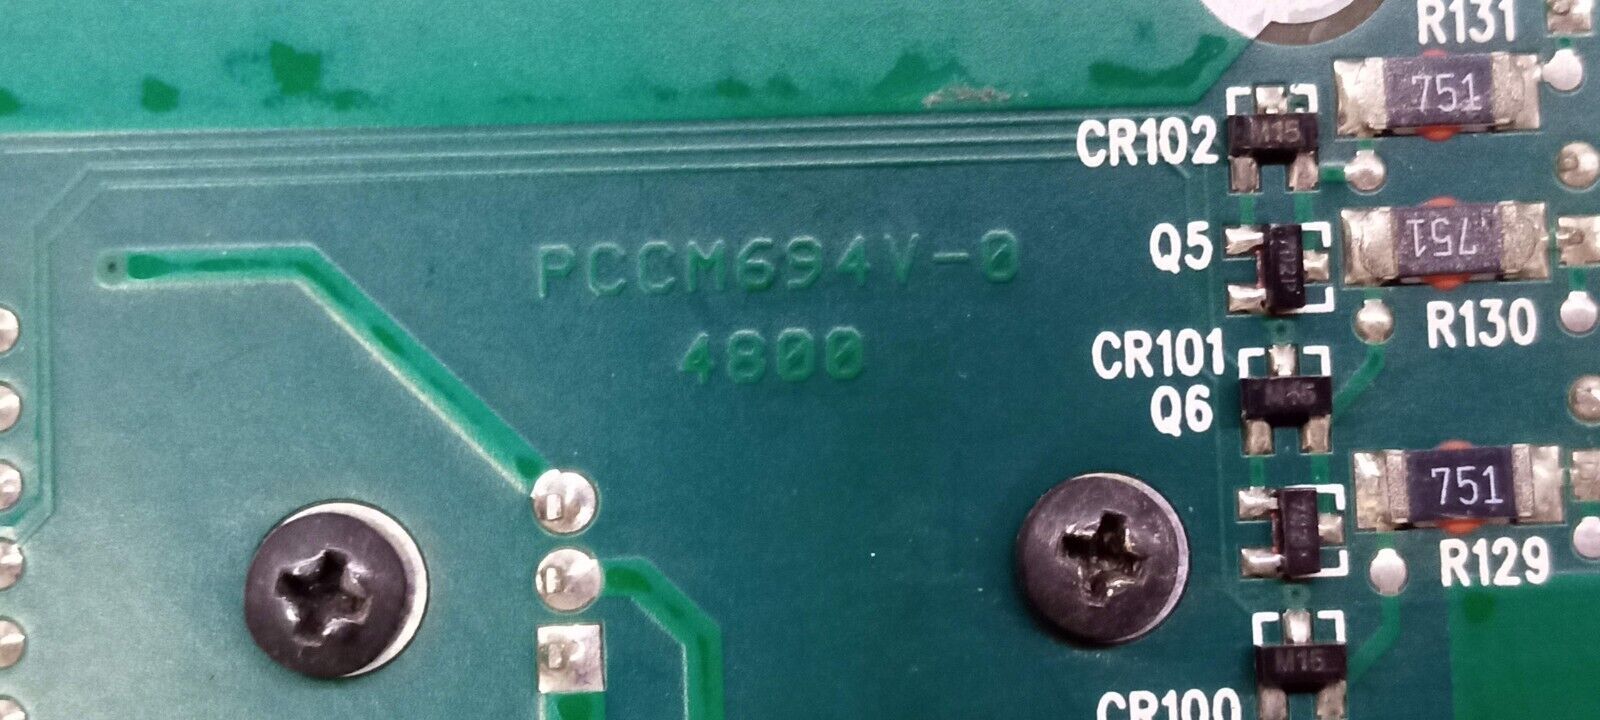 R131
751
CR102
M15
Q5
751
PCCM694V-0
R130
4800
CR101
Q6
751
R129
M15
CR100